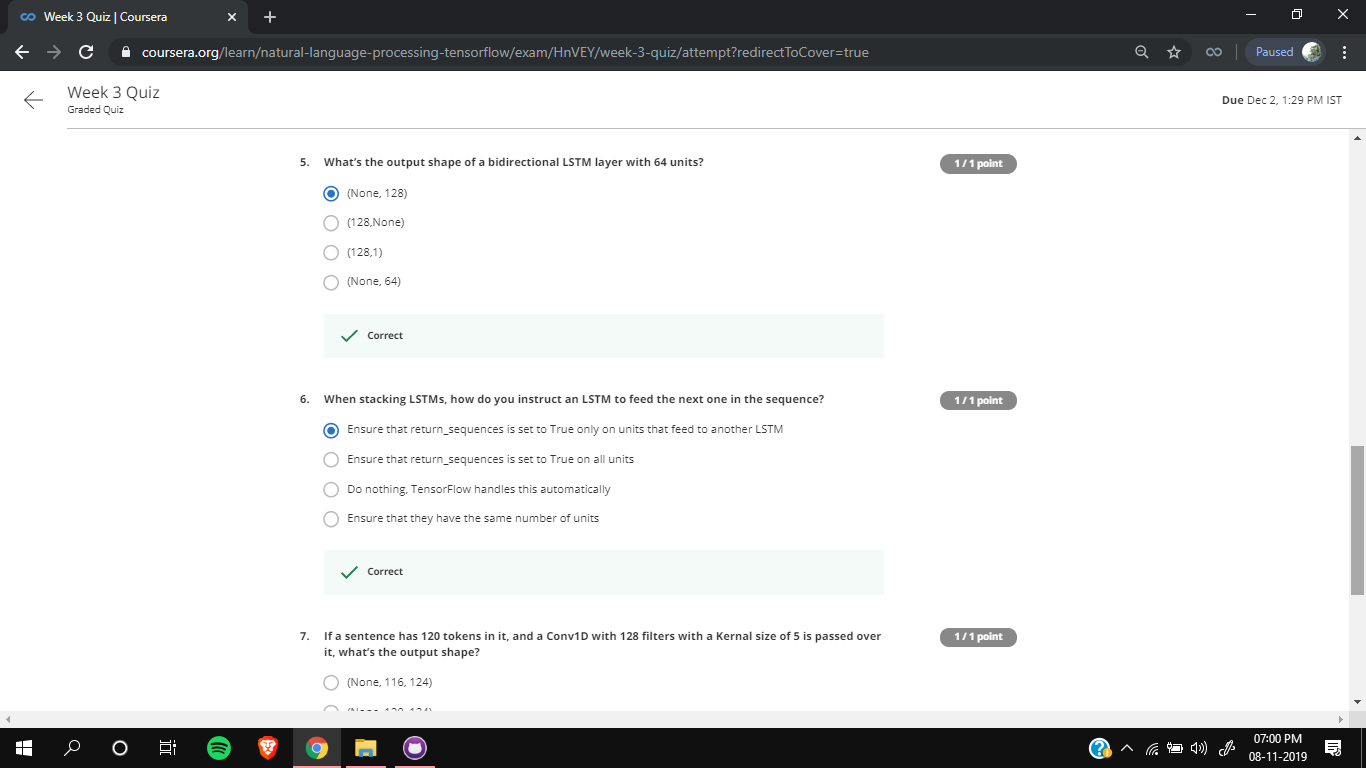 Week 3 Quiz | Coursera
coursera.org/learn/natural-language-processing-tensorflow/exam/HnVEY/week-3-quiz/attempt?redirectToCover=true
Paused
Week 3 Quiz
Graded Quiz
Due Dec 2, 1:29 PM IST
5. What's the output shape of a bidirectional LSTM layer with 64 units?
1 / 1 point
(None, 128)
(128,None)
(128,1)
(None, 64)
Correct
6. When stacking LSTMs, how do you instruct an LSTM to feed the next one in the sequence?
1 / 1 point
Ensure that return_sequences is set to True only on units that feed to another LSTM
Ensure that return_sequences is set to True on all units
Do nothing, TensorFlow handles this automatically
Ensure that they have the same number of units
Correct
7. If a sentence has 120 tokens in it, and a Conv1D with 128 filters with a Kernal size of 5 is passed over
it, what's the output shape?
1 / 1 point
(None, 116, 124)
07:00 PM
08-11-2019